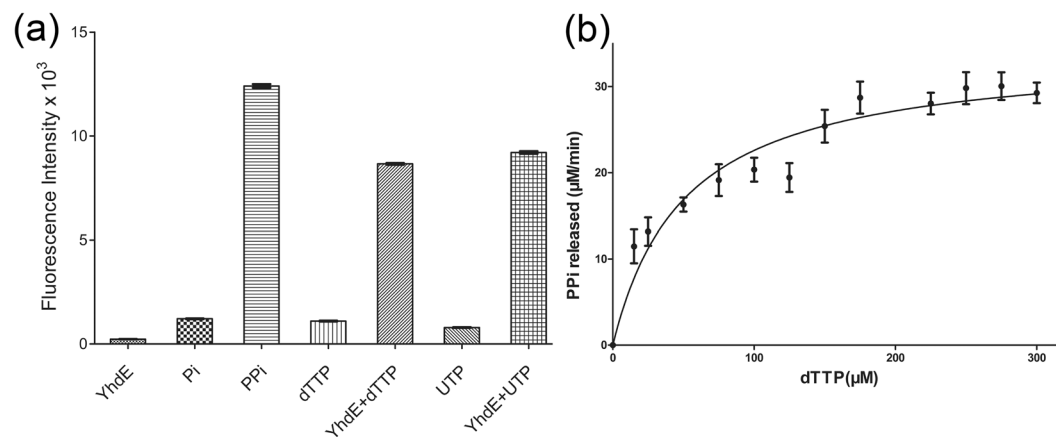 (a)
Fluorescence Intensity x 10³
15
10
5
0
YhdE
Pi
PPi
dTTP
YhdE+dTTP
UTP
YhdE+UTP
(b)
PPi released (µM/min)
30
20
10
0
0
100
200
300
dTTP(µM)